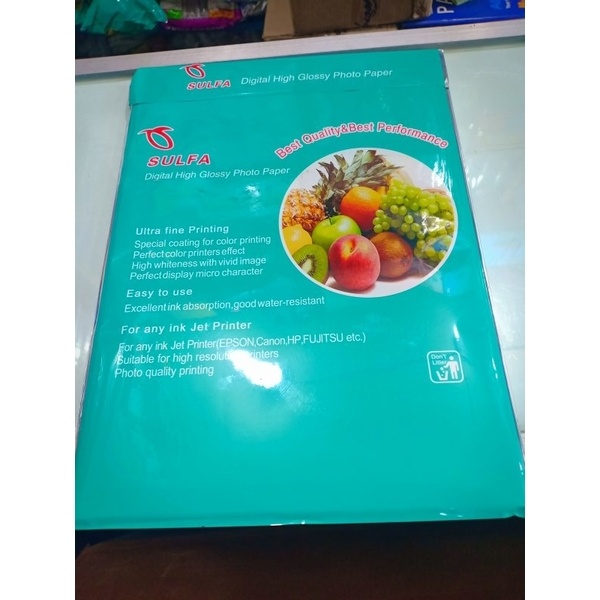 SULFA Digital High Glossy Photo Paper
Best Quality&Best Performance
SULFA
Digital High Glossy Photo Paper
Ultra fine Printing
Special coating for color printing
Perfect color printers effect
High whiteness with vivid image
Perfect display micro character
Easy to use
Excellent ink absorption,good water-resistant
For any ink Jet Printer
For any ink Jet Printer(EPSON,Canon,HP,FUJITSU etc.)
Suitable for high resolution printers
Photo quality printing
Don't
Litter